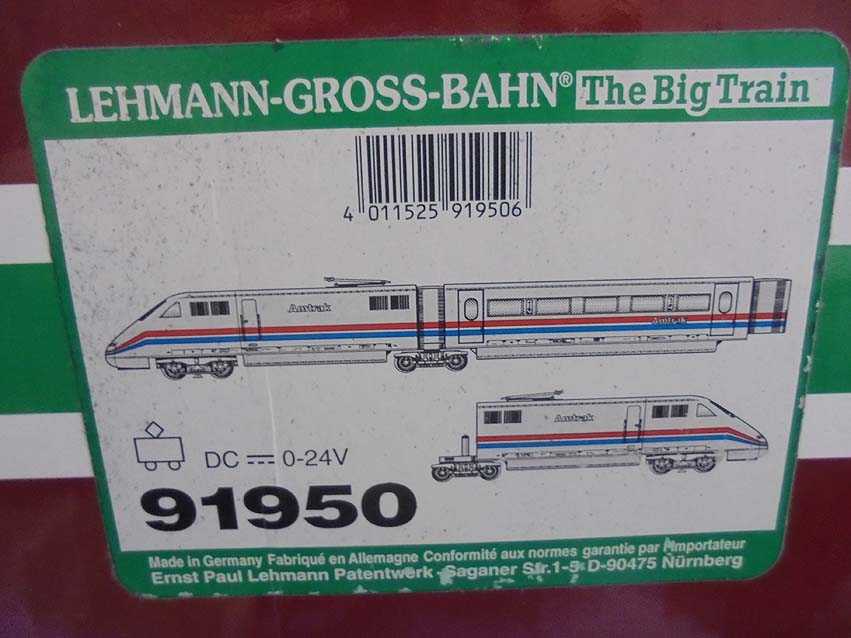 LEHMANN-GROSS-BAHN® The Big Train
4 011525 919506
Amtrak
Amtrak
Amtrak
DC 0-24V
91950
Made in Germany Fabriqué en Allemagne Conformité aux normes garantie par l'importateur
Ernst Paul Lehmann Patentwerk - Saganer Str.1-5 D-90475 Nürnberg